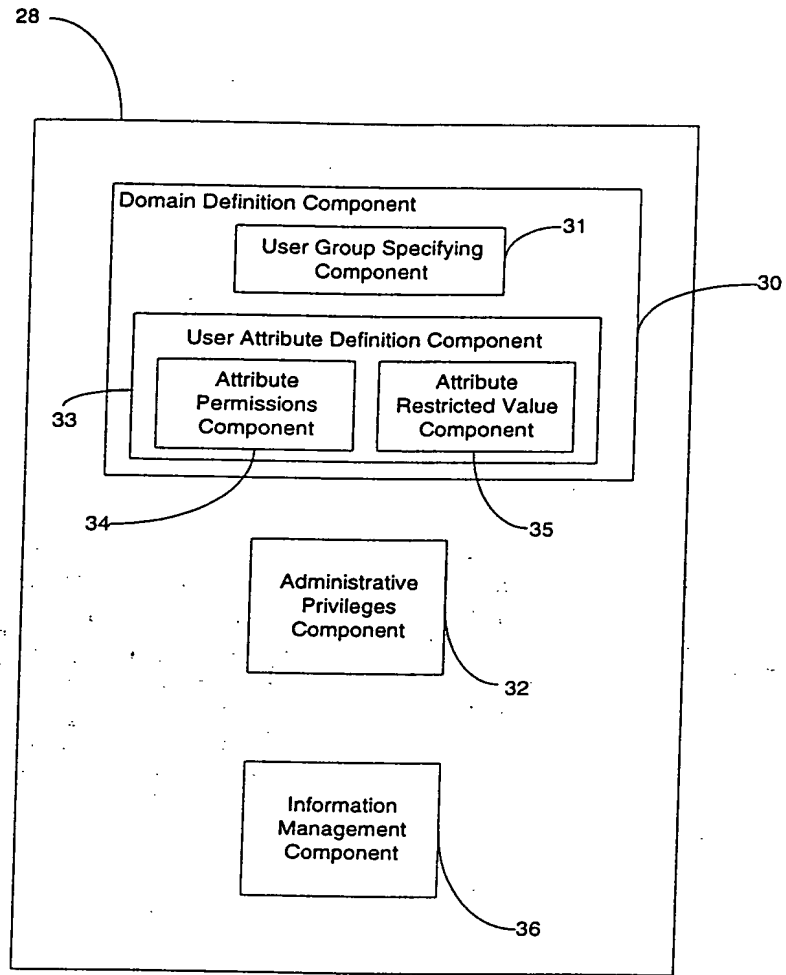 28
Domain Definition Component
User Group Specifying
Component
31
30
User Attribute Definition Component
33
Attribute
Permissions
Component
Attribute
Restricted Value
Component
34
35
Administrative
Privileges
Component
32
Information
Management
Component
36